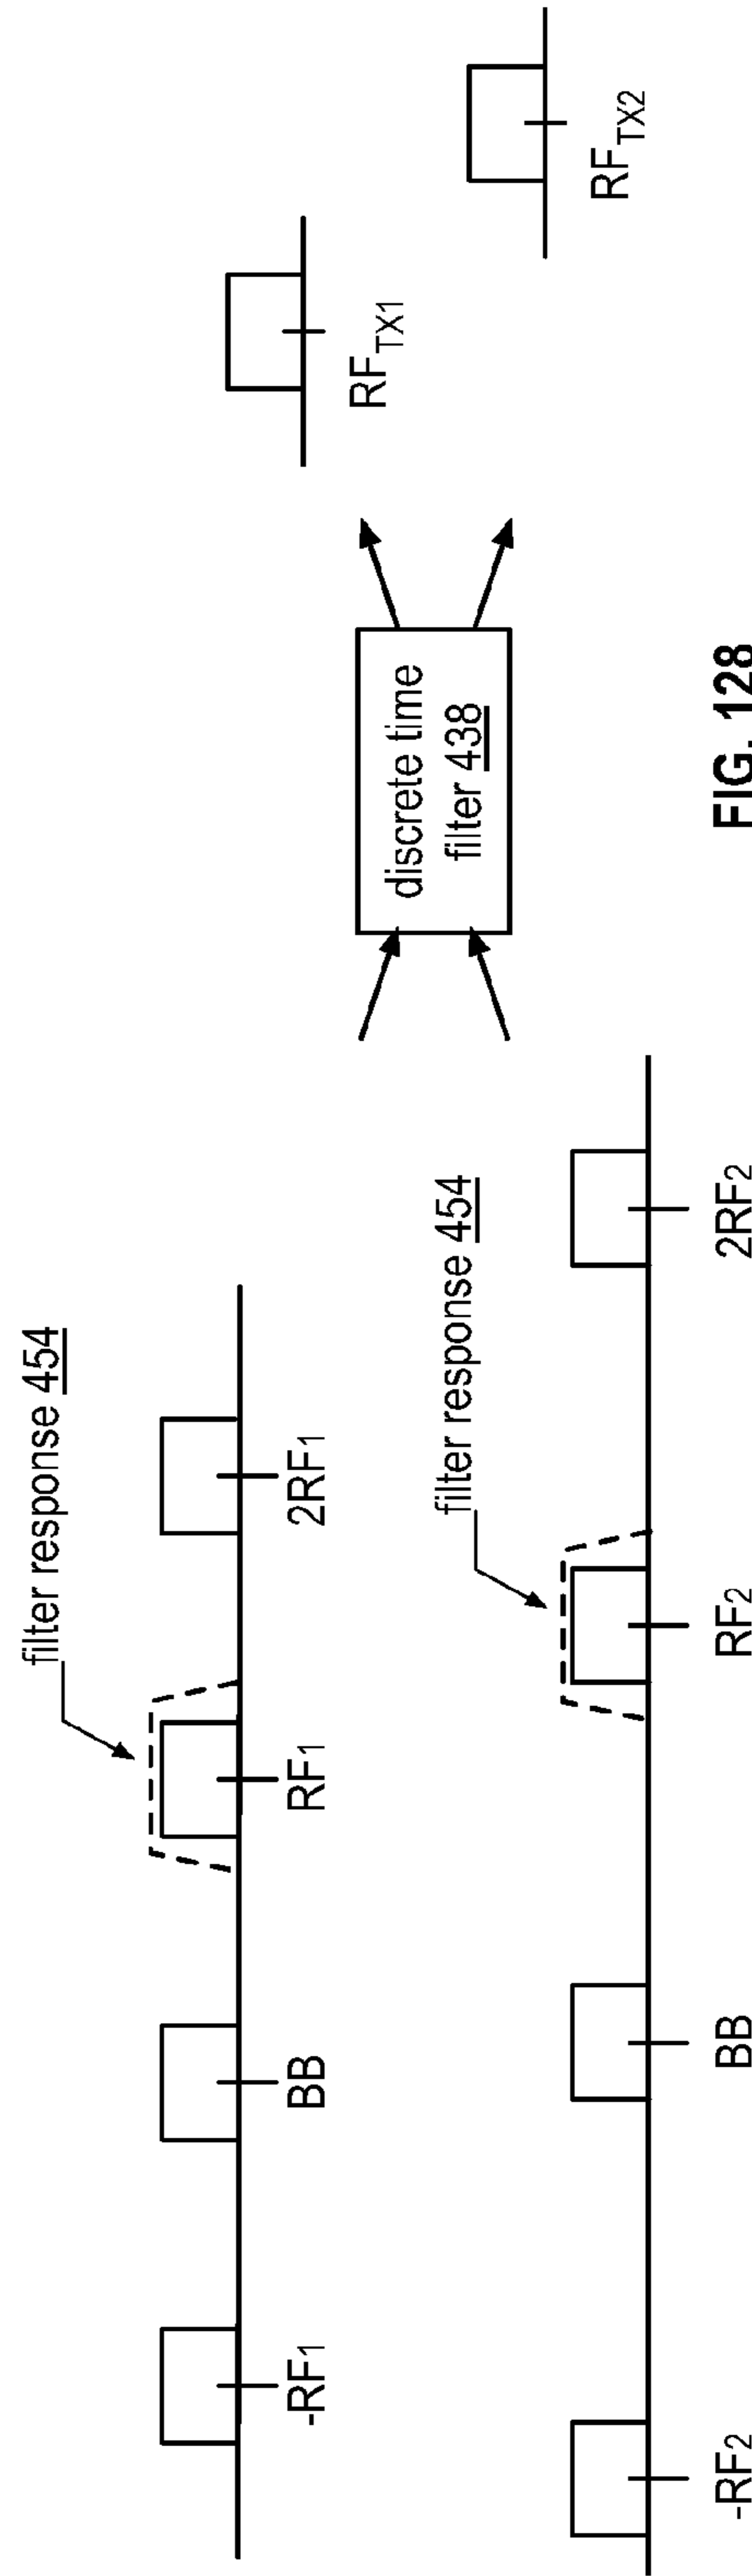 filter response 454
-RF1
BB
RF1
2RF1
filter response 454
-RF2
BB
RF2
2RF2
discrete time
filter 438
RFTX1
RFTX2
FIG. 128